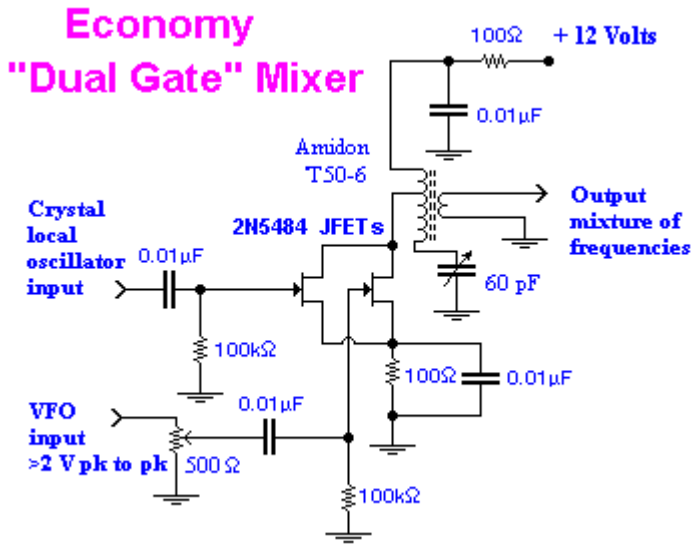 Economy
"Dual Gate" Mixer
100Ω
+ 12 Volts
0.01µF
Amidon
T50-6
Output
mixture of
frequencies
Crystal
local
oscillator
input
2N5484 JFETs
0.01µF
60 pF
100kΩ
100Ω
0.01µF
VFO
input
>2 V pk to pk
0.01µF
500 Ω
100kΩ